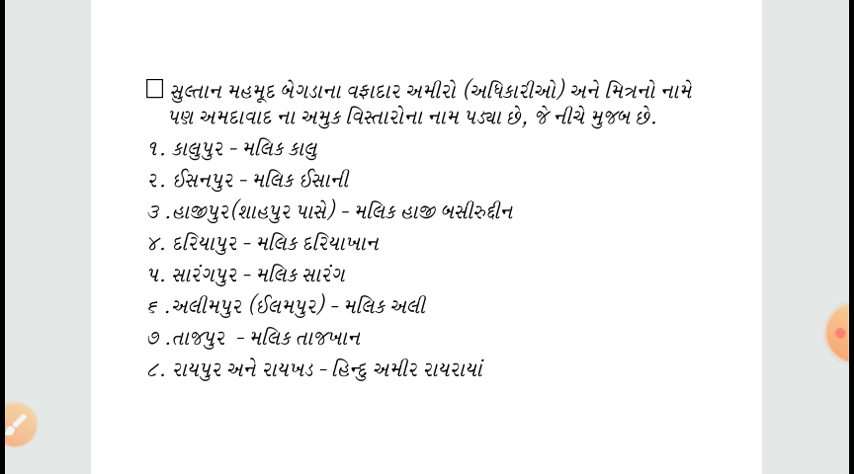 □ સુલ્તાન મહમૂદ બેગડાના વફાદાર અમીરો (અધિકારીઓ) અને મિત્રનો નામે
પણ અમદાવાદ ના અમુક વિસ્તારોના નામ પડ્યા છે, જે નીચે મુજબ છે.
૧. કાલુપુર - મલિક કાલુ
૨. ઈસનપુર - મલિક ઈસાની
૩ .હાજીપુર(શાહપુર પાસે) - મલિક હાજી બસીરુદ્દીન
૪. દરિયાપુર - મલિક દરિયાખાન
૫. સારંગપુર - મલિક સારંગ
૬ .અલીમપુર (ઈલમપુર) - મલિક અલી
૭ .તાજપુર - મલિક તાજખાન
૮. રાયપુર અને રાયખડ - હિન્દુ અમીર રાયરાયાં